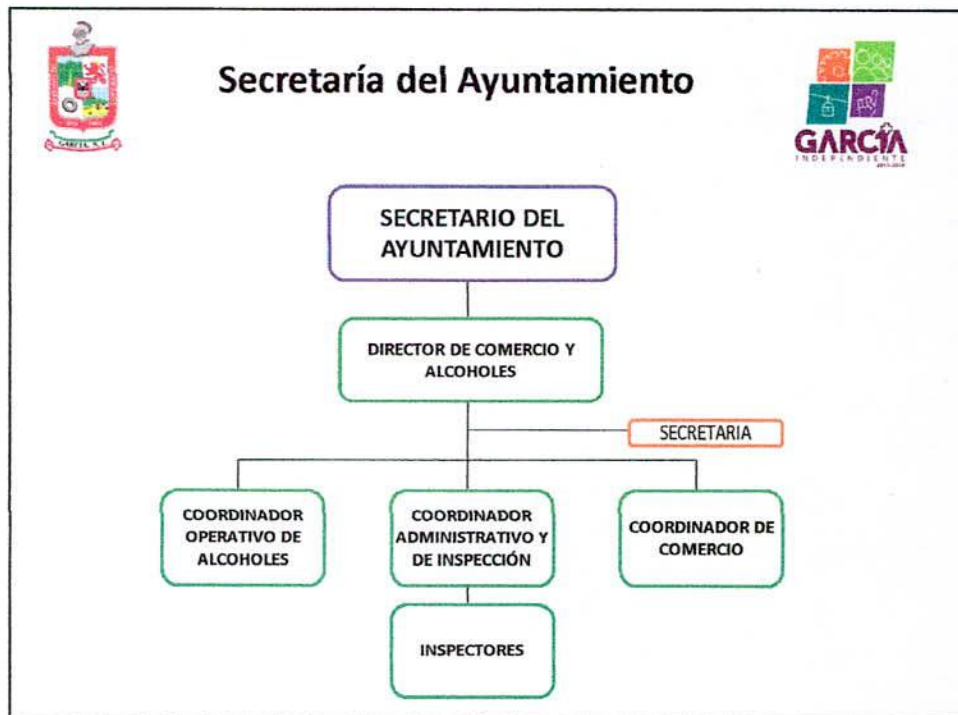 Secretaría del Ayuntamiento
GARCÍA, N. L.
GARCÍA
INDEPENDIENTE
SECRETARIO DEL
AYUNTAMIENTO
DIRECTOR DE COMERCIO Y
ALCOHOLES
SECRETARIA
COORDINADOR
OPERATIVO DE
ALCOHOLES
COORDINADOR
ADMINISTRATIVO Y
DE INSPECCIÓN
COORDINADOR DE
COMERCIO
INSPECTORES